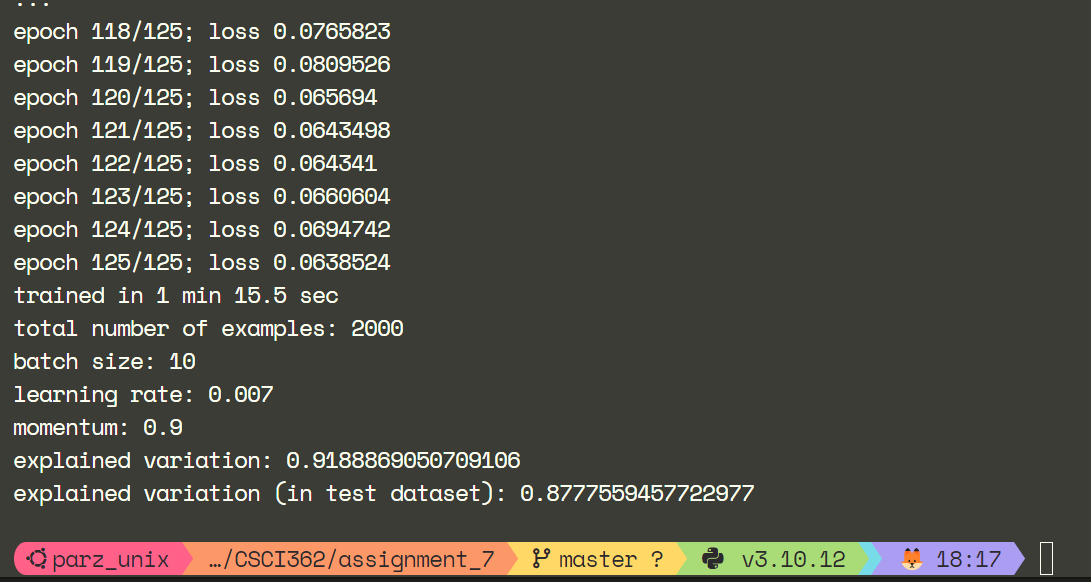 ...
epoch 118/125; loss 0.0765823
epoch 119/125; loss 0.0809526
epoch 120/125; loss 0.065694
epoch 121/125; loss 0.0643498
epoch 122/125; loss 0.064341
epoch 123/125; loss 0.0660604
epoch 124/125; loss 0.0694742
epoch 125/125; loss 0.0638524
trained in 1 min 15.5 sec
total number of examples: 2000
batch size: 10
learning rate: 0.007
momentum: 0.9
explained variation: 0.9188869050709106
explained variation (in test dataset): 0.8777559457722977
parz_unix …/CSCI362/assignment_7 master ? v3.10.12 18:17